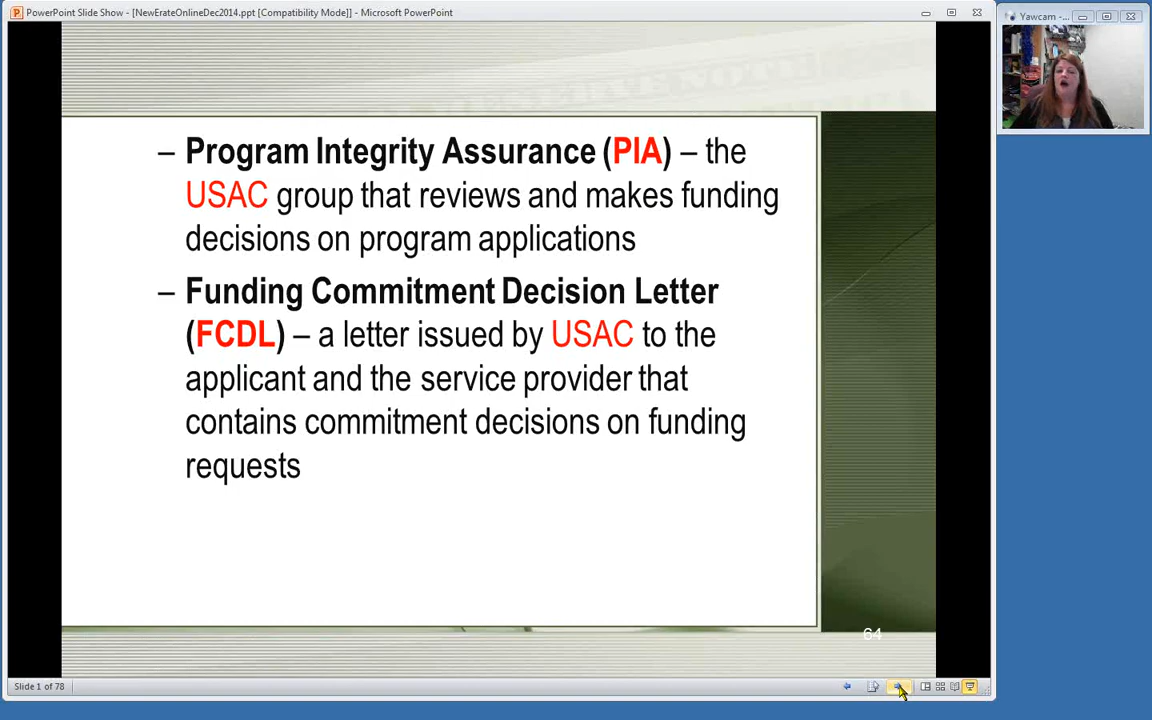 PowerPoint Slide Show - [NewErateOnlineDec2014.ppt [Compatibility Mode]] - Microsoft PowerPoint
Yawcam - ...
– Program Integrity Assurance (PIA) – the
USAC group that reviews and makes funding
decisions on program applications
– Funding Commitment Decision Letter
(FCDL) – a letter issued by USAC to the
applicant and the service provider that
contains commitment decisions on funding
requests
64
Slide 1 of 78